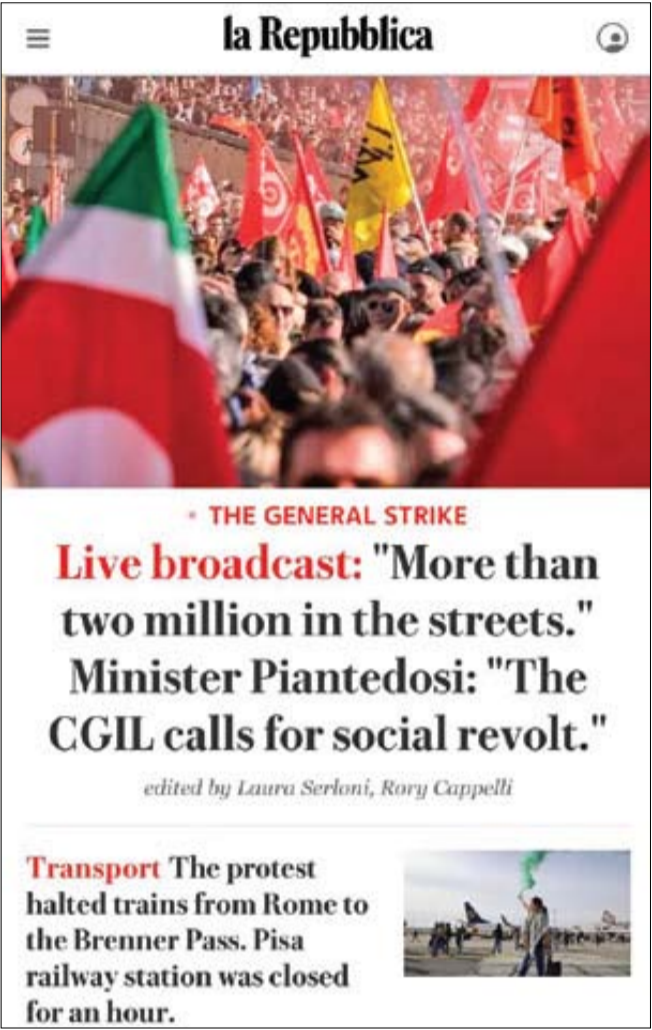 la Repubblica
• THE GENERAL STRIKE
Live broadcast: "More than
two million in the streets."
Minister Piantedosi: "The
CGIL calls for social revolt."
edited by Laura Serloni, Rory Cappelli
Transport The protest
halted trains from Rome to
the Brenner Pass. Pisa
railway station was closed
for an hour.